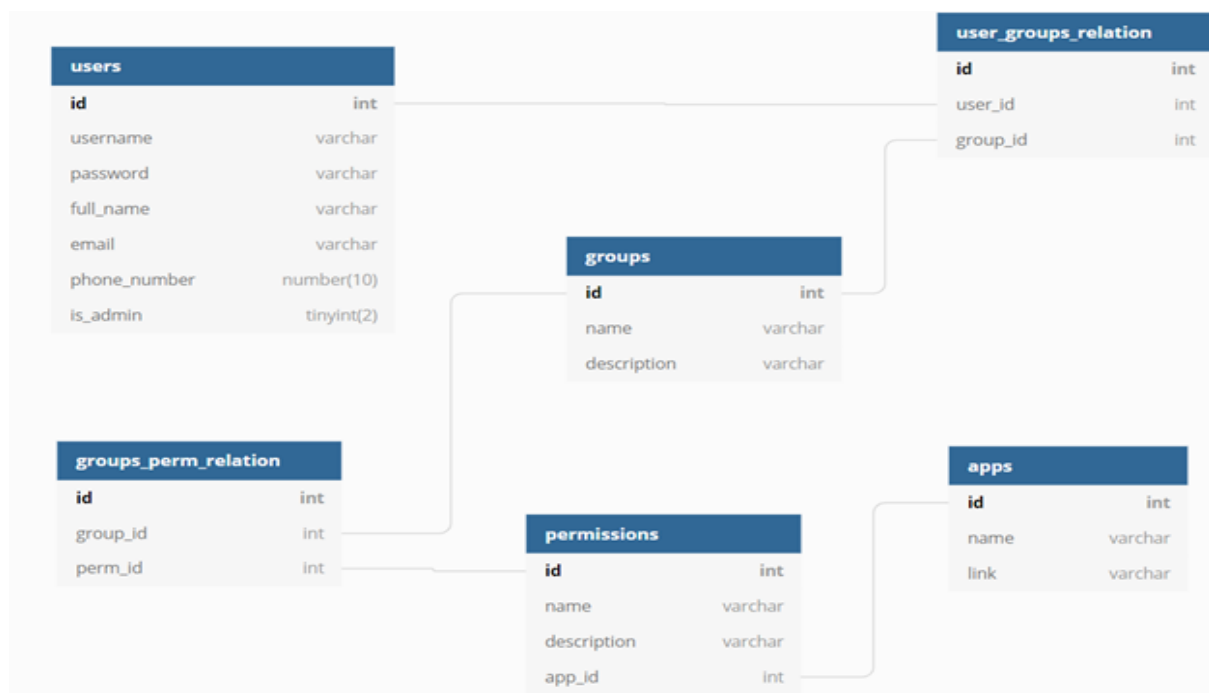 users
id int
username varchar
password varchar
full_name varchar
email varchar
phone_number number(10)
is_admin tinyint(2)
user_groups_relation
id int
user_id int
group_id int
groups
id int
name varchar
description varchar
groups_perm_relation
id int
group_id int
perm_id int
permissions
id int
name varchar
description varchar
app_id int
apps
id int
name varchar
link varchar